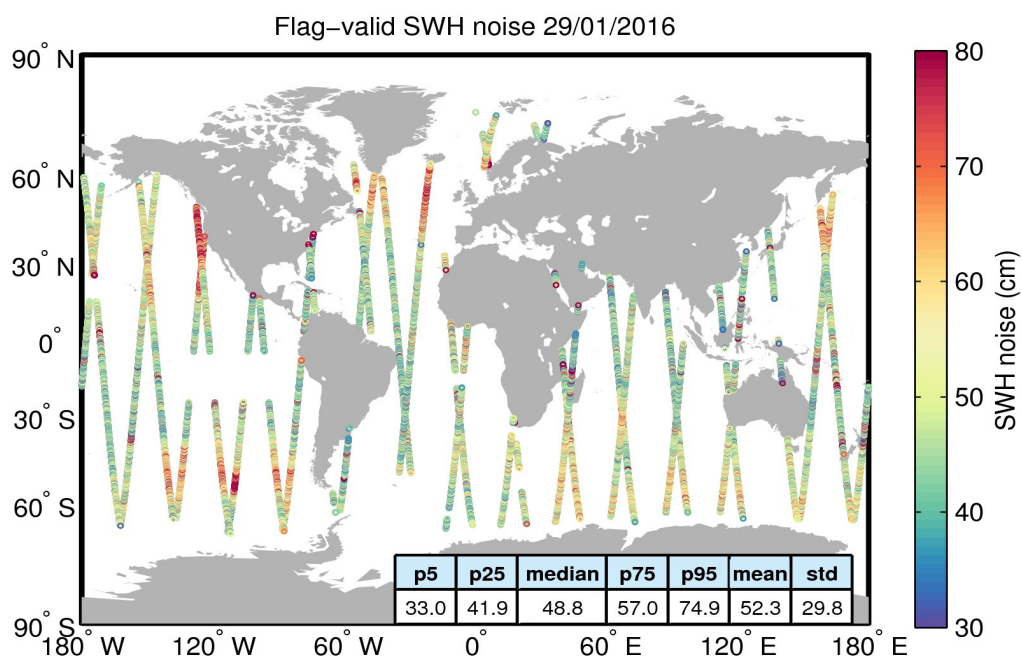 Flag−valid SWH noise 29/01/2016
90° N
60° N
30° N
0°
30° S
60° S
90° S
180° W
120° W
60° W
0°
60° E
120° E
180° E
p5 p25 median p75 p95 mean std
33.0 41.9 48.8 57.0 74.9 52.3 29.8
80
70
60
50
40
30
SWH noise (cm)